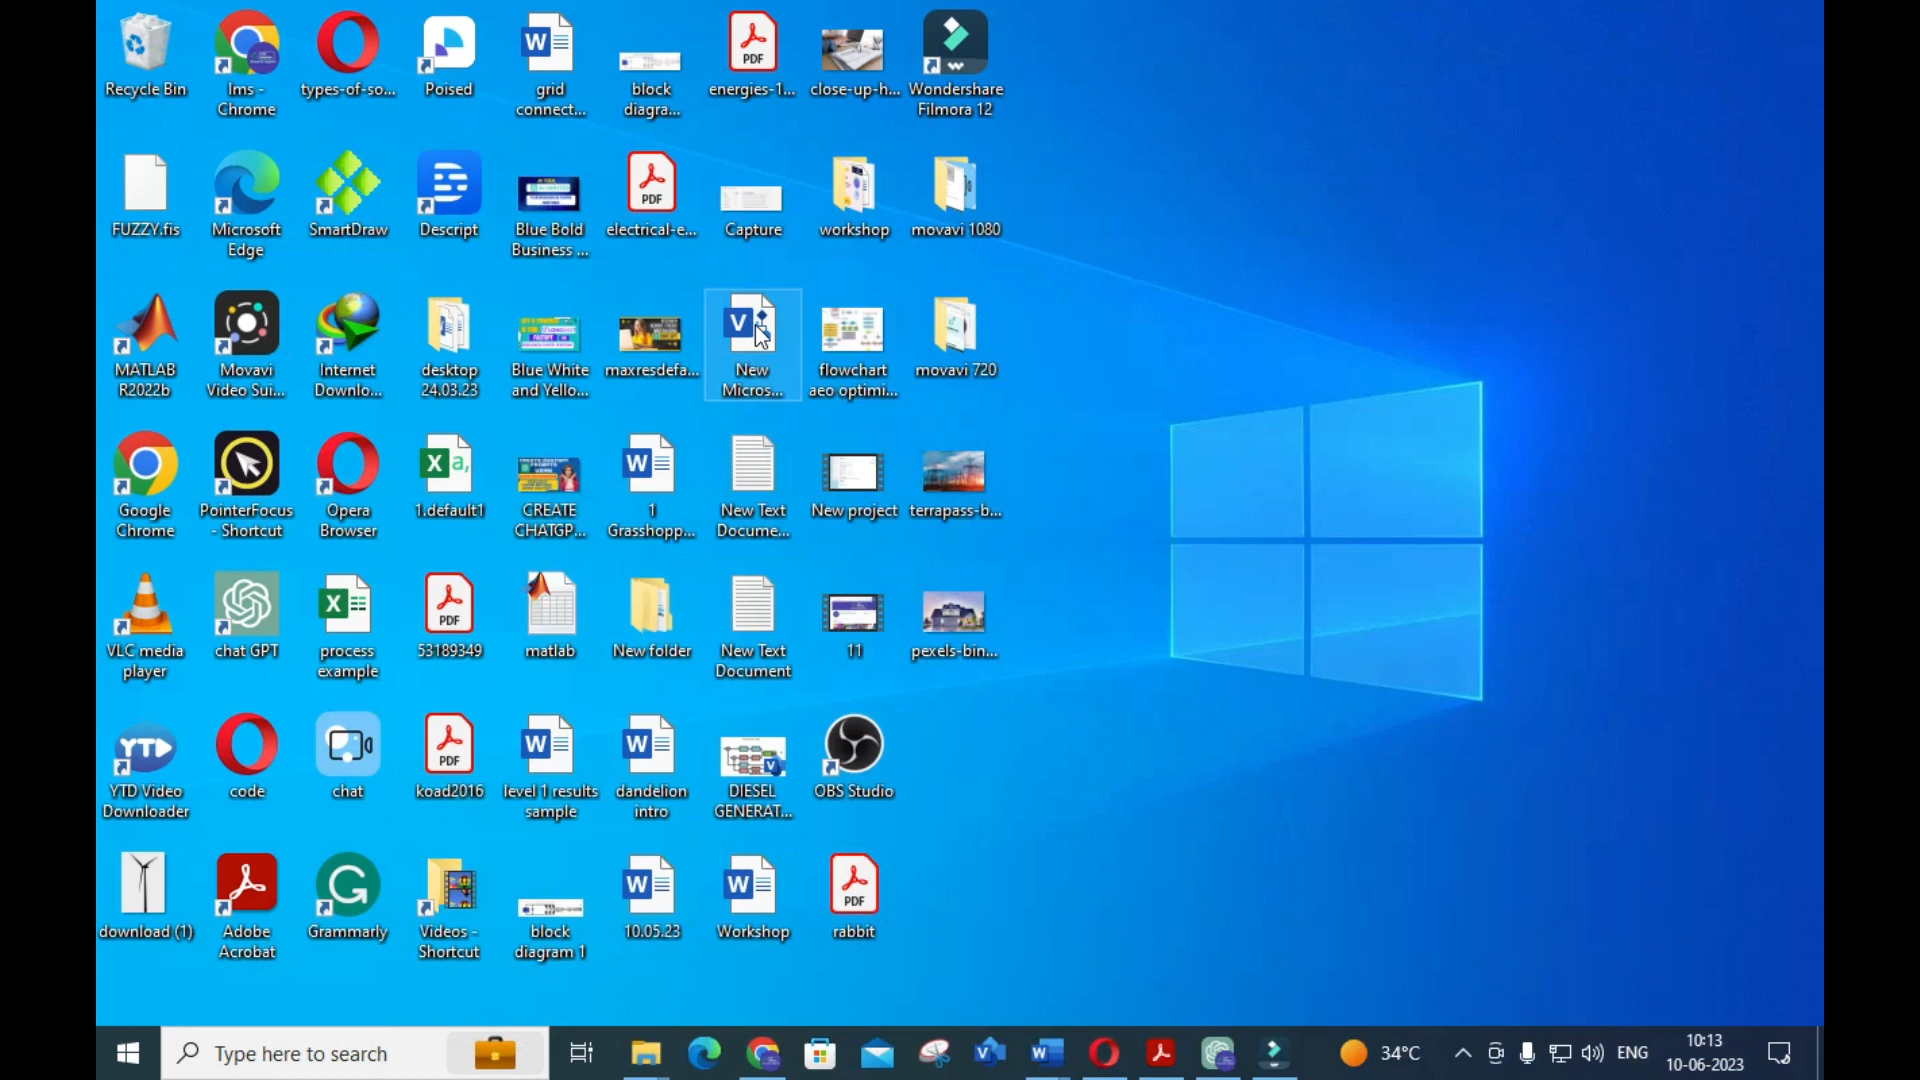 Recycle Bin
lms -
Chrome
types-of-so...
Poised
W
grid
connect...
block
diagra...
PDF
energies-1...
close-up-h...
Wondershare
Filmora 12
FUZZY.fis
Microsoft
Edge
SmartDraw
Descript
Blue Bold
Business ...
PDF
electrical-e...
Capture
workshop
movavi 1080
MATLAB
R2022b
Movavi
Video Sui...
Internet
Downlo...
desktop
24.03.23
Blue White
and Yello...
maxresdefa...
V
New
Micros...
flowchart
aeo optimi...
movavi 720
Google
Chrome
PointerFocus
- Shortcut
Opera
Browser
X a,
1.default1
CREATE
CHATGP...
W
1
Grasshopp...
New Text
Docume...
New project
terrapass-b...
VLC media
player
chat GPT
X
process
example
PDF
53189349
matlab
New folder
New Text
Document
11
pexels-bin...
YTD
YTD Video
Downloader
code
chat
PDF
koad2016
W
level 1 results
sample
W
dandelion
intro
V
DIESEL
GENERAT...
OBS Studio
download (1)
Adobe
Acrobat
G
Grammarly
Videos -
Shortcut
block
diagram 1
W
10.05.23
W
Workshop
PDF
rabbit
Type here to search
V
W
34°C
ENG
10:13
10-06-2023